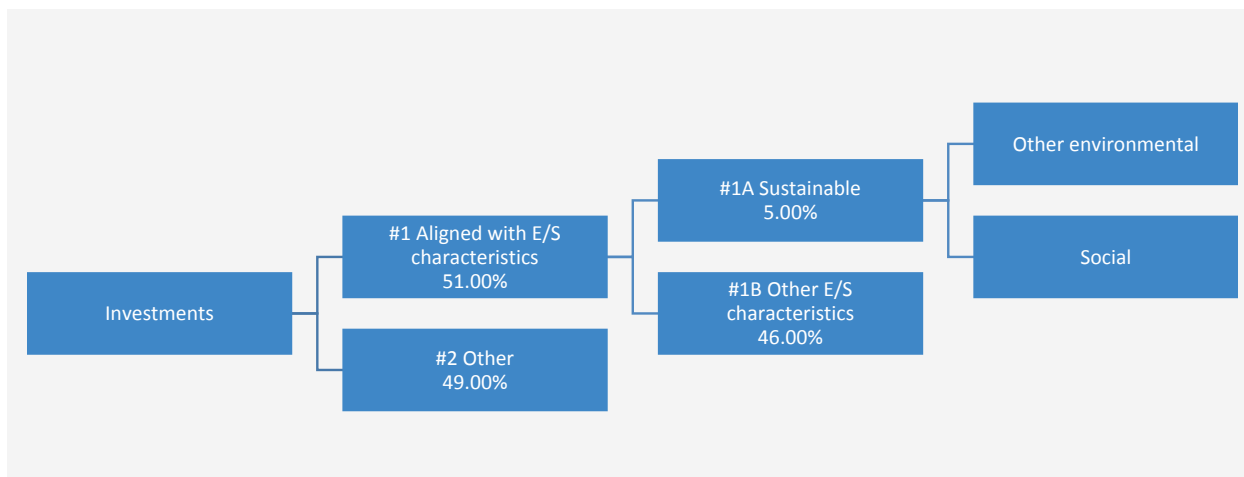 Investments
#1 Aligned with E/S
characteristics
51.00%
#2 Other
49.00%
#1A Sustainable
5.00%
#1B Other E/S
characteristics
46.00%
Other environmental
Social